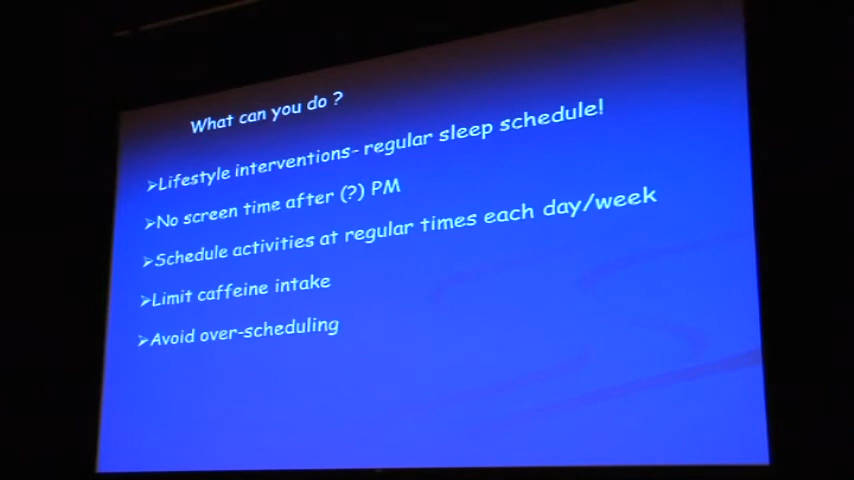 What can you do ?
➢Lifestyle interventions- regular sleep schedule!
➢No screen time after (?) PM
➢Schedule activities at regular times each day/week
➢Limit caffeine intake
➢Avoid over-scheduling